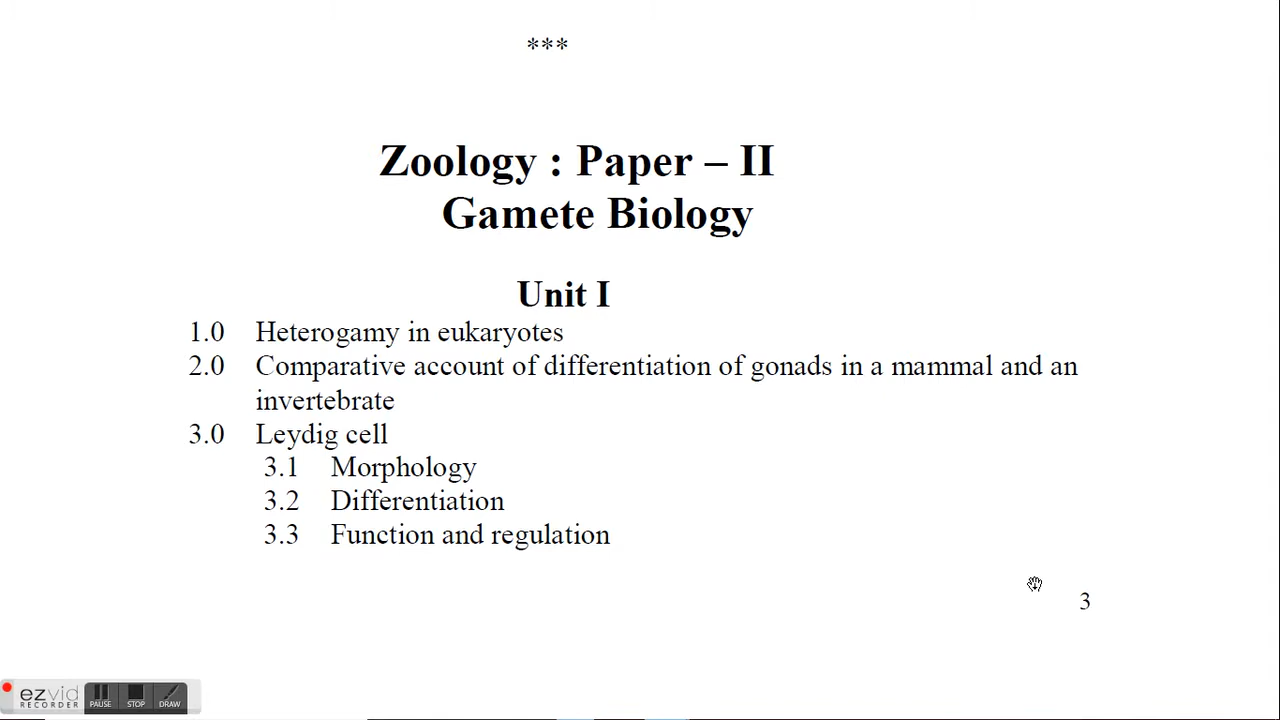 ***
Zoology : Paper – II
Gamete Biology
Unit I
1.0 Heterogamy in eukaryotes
2.0 Comparative account of differentiation of gonads in a mammal and an
invertebrate
3.0 Leydig cell
3.1 Morphology
3.2 Differentiation
3.3 Function and regulation
3
ezvid
RECORDER
PAUSE STOP DRAW